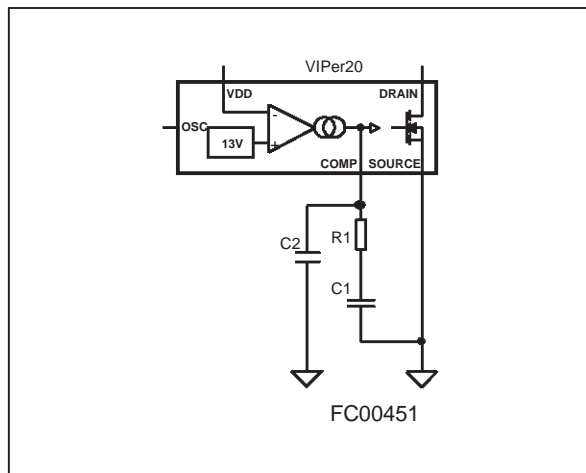 VIPer20
VDD
DRAIN
OSC
-
13V
+
COMP
SOURCE
C2
R1
C1
FC00451